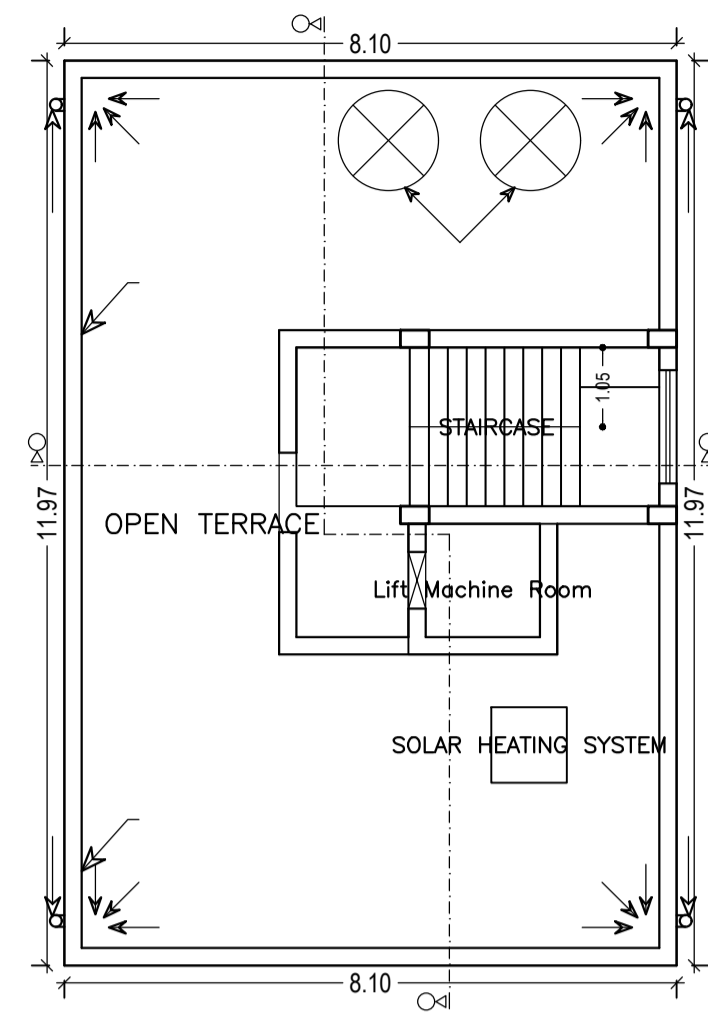 8.10
1.05
STAIRCASE
11.97
11.97
OPEN TERRACE
Lift Machine Room
SOLAR HEATING SYSTEM
8.10